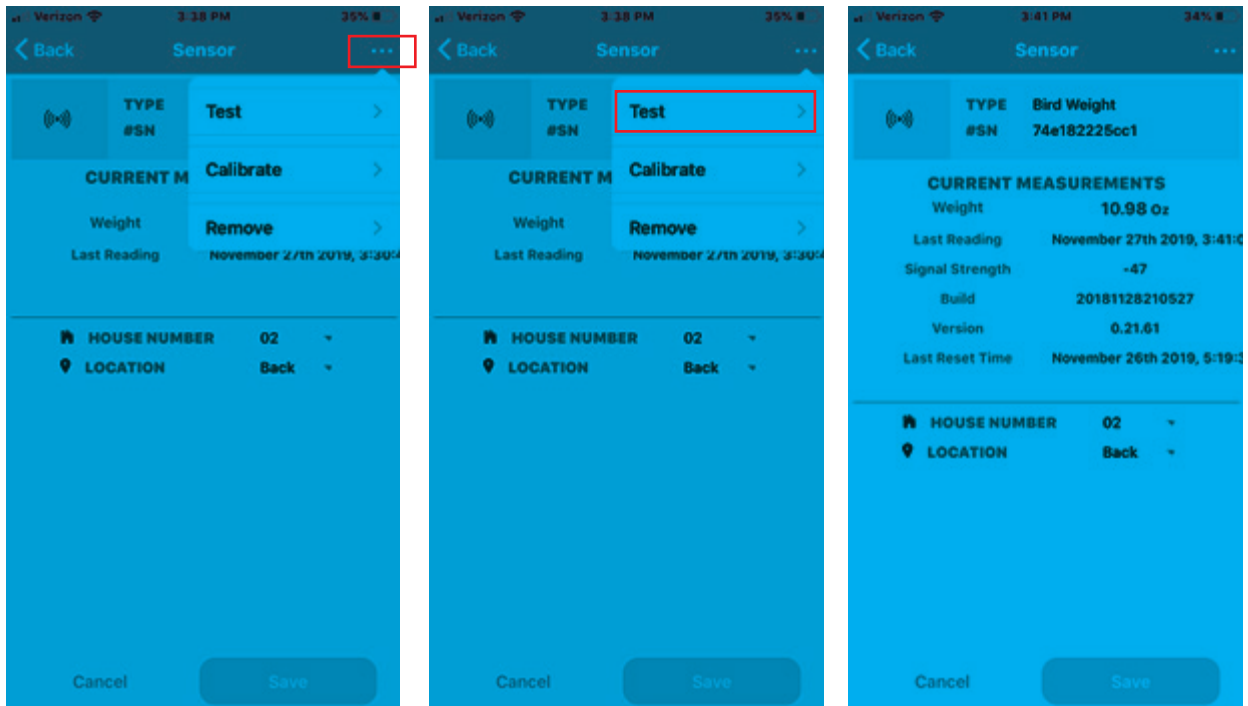 Verizon 3:38 PM 35%
Back Sensor ...
TYPE
#SN
Test
Calibrate
Remove
CURRENT M
Weight
Last Reading November 27th 2019, 3:30:4
HOUSE NUMBER 02
LOCATION Back
Cancel Save
Verizon 3:38 PM 35%
Back Sensor ...
TYPE
#SN
Test
Calibrate
Remove
CURRENT M
Weight
Last Reading November 27th 2019, 3:30:4
HOUSE NUMBER 02
LOCATION Back
Cancel Save
Verizon 3:41 PM 34%
Back Sensor ...
TYPE Bird Weight
#SN 74e182225cc1
CURRENT MEASUREMENTS
Weight 10.98 Oz
Last Reading November 27th 2019, 3:41:0
Signal Strength -47
Build 20181128210527
Version 0.21.61
Last Reset Time November 26th 2019, 5:19:3
HOUSE NUMBER 02
LOCATION Back
Cancel Save